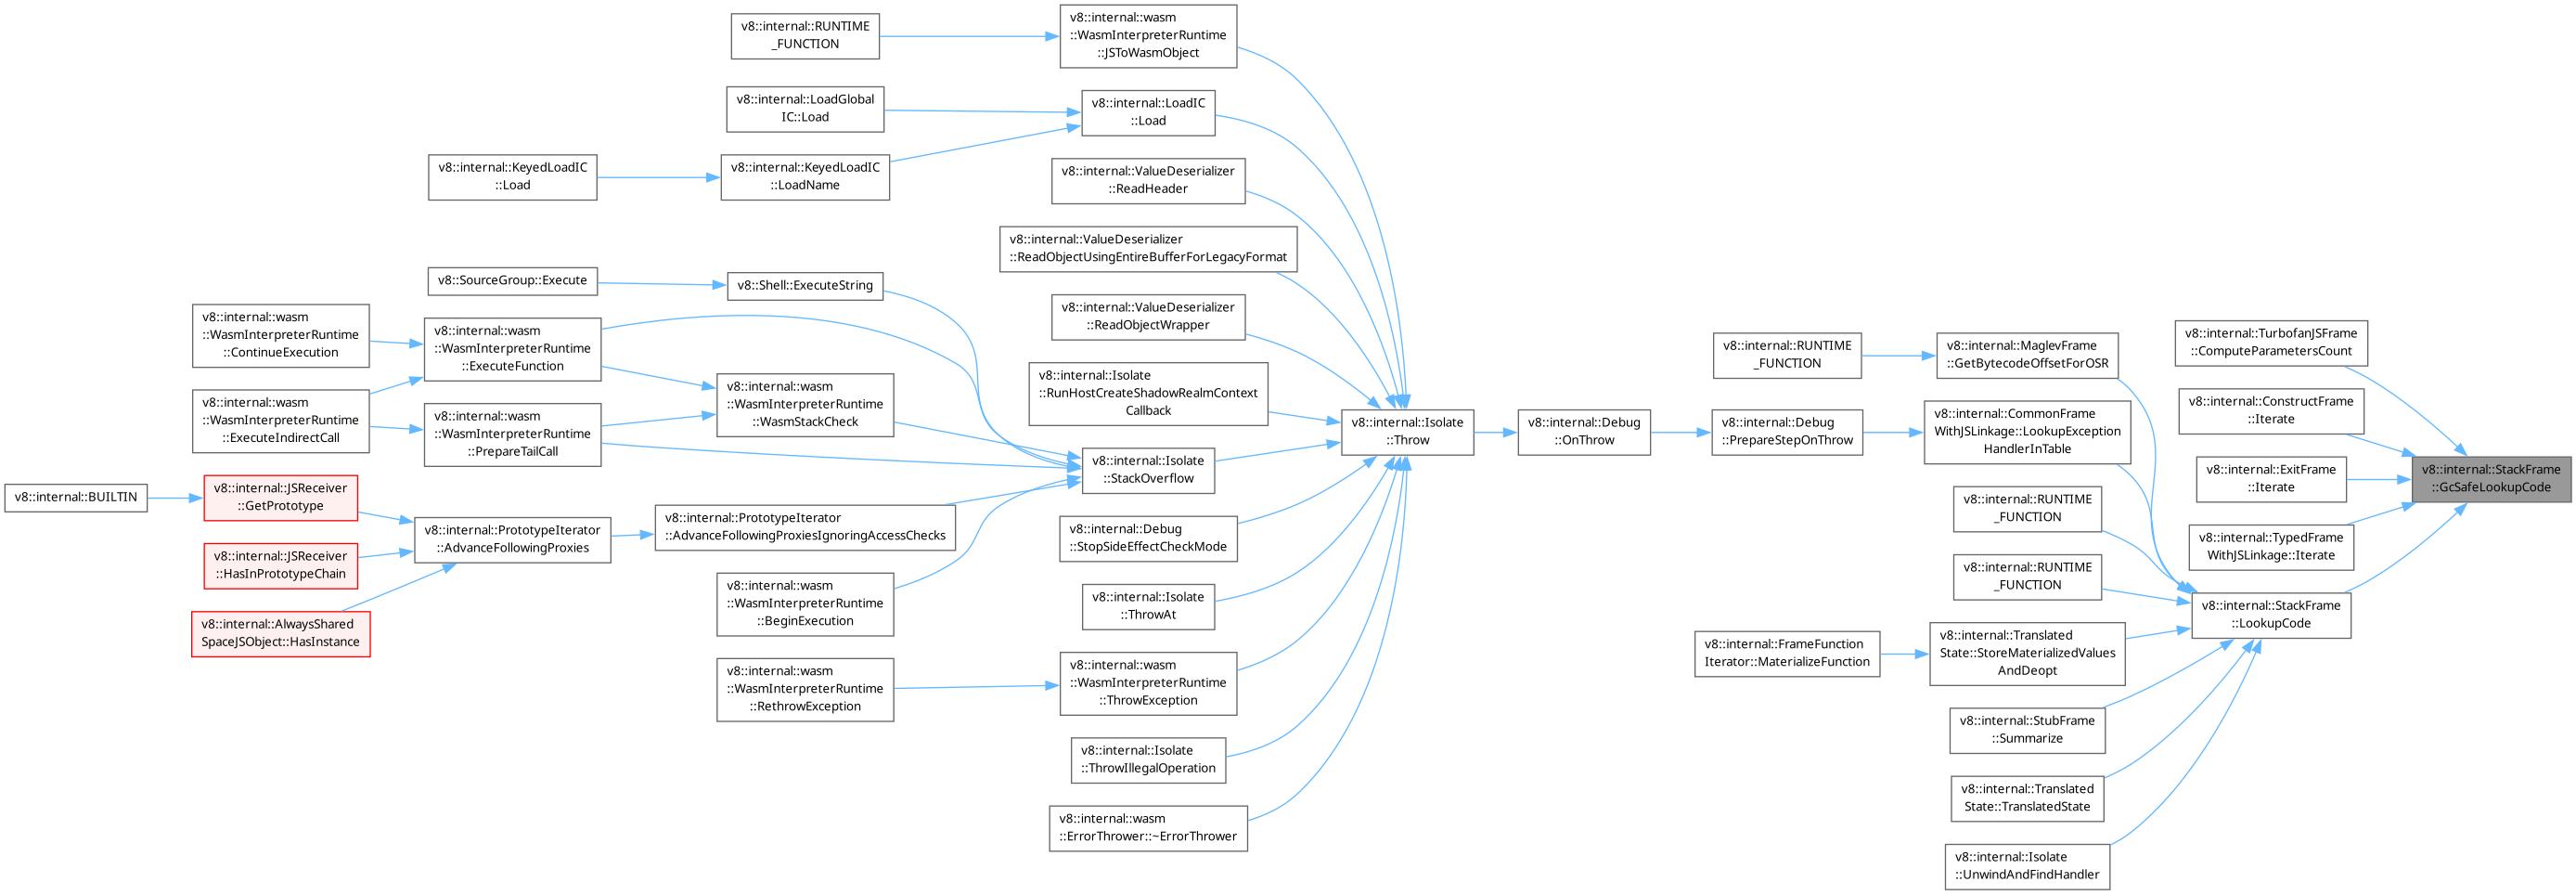 v8::internal::RUNTIME
_FUNCTION
v8::internal::wasm
::WasmInterpreterRuntime
::JSToWasmObject
v8::internal::LoadGlobal
IC::Load
v8::internal::LoadIC
::Load
v8::internal::KeyedLoadIC
::Load
v8::internal::KeyedLoadIC
::LoadName
v8::internal::ValueDeserializer
::ReadHeader
v8::internal::ValueDeserializer
::ReadObjectUsingEntireBufferForLegacyFormat
v8::SourceGroup::Execute
v8::Shell::ExecuteString
v8::internal::ValueDeserializer
::ReadObjectWrapper
v8::internal::wasm
::WasmInterpreterRuntime
::ContinueExecution
v8::internal::wasm
::WasmInterpreterRuntime
::ExecuteFunction
v8::internal::wasm
::WasmInterpreterRuntime
::WasmStackCheck
v8::internal::Isolate
::RunHostCreateShadowRealmContext
Callback
v8::internal::wasm
::WasmInterpreterRuntime
::ExecuteIndirectCall
v8::internal::wasm
::WasmInterpreterRuntime
::PrepareTailCall
v8::internal::Isolate
::StackOverflow
v8::internal::Isolate
::Throw
v8::internal::Debug
::OnThrow
v8::internal::Debug
::PrepareStepOnThrow
v8::internal::RUNTIME
_FUNCTION
v8::internal::MaglevFrame
::GetBytecodeOffsetForOSR
v8::internal::CommonFrame
WithJSLinkage::LookupException
HandlerInTable
v8::internal::TurbofanJSFrame
::ComputeParametersCount
v8::internal::ConstructFrame
::Iterate
v8::internal::ExitFrame
::Iterate
v8::internal::StackFrame
::GcSafeLookupCode
v8::internal::TypedFrame
WithJSLinkage::Iterate
v8::internal::RUNTIME
_FUNCTION
v8::internal::RUNTIME
_FUNCTION
v8::internal::StackFrame
::LookupCode
v8::internal::BUILTIN
v8::internal::JSReceiver
::GetPrototype
v8::internal::JSReceiver
::HasInPrototypeChain
v8::internal::AlwaysShared
SpaceJSObject::HasInstance
v8::internal::PrototypeIterator
::AdvanceFollowingProxies
v8::internal::PrototypeIterator
::AdvanceFollowingProxiesIgnoringAccessChecks
v8::internal::Debug
::StopSideEffectCheckMode
v8::internal::wasm
::WasmInterpreterRuntime
::BeginExecution
v8::internal::Isolate
::ThrowAt
v8::internal::wasm
::WasmInterpreterRuntime
::RethrowException
v8::internal::wasm
::WasmInterpreterRuntime
::ThrowException
v8::internal::FrameFunction
Iterator::MaterializeFunction
v8::internal::Translated
State::StoreMaterializedValues
AndDeopt
v8::internal::StubFrame
::Summarize
v8::internal::Isolate
::ThrowIllegalOperation
v8::internal::Translated
State::TranslatedState
v8::internal::wasm
::ErrorThrower::~ErrorThrower
v8::internal::Isolate
::UnwindAndFindHandler